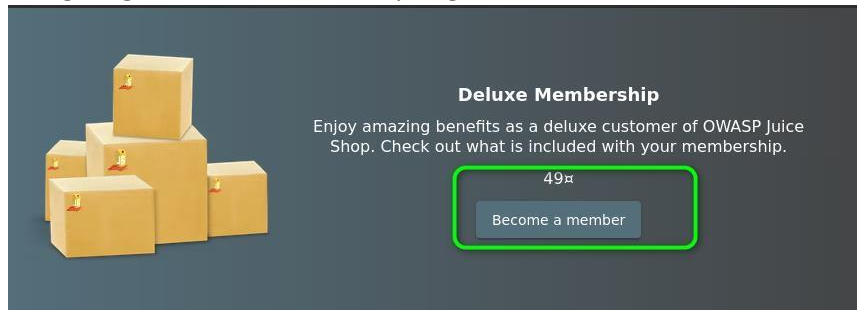 Deluxe Membership
Enjoy amazing benefits as a deluxe customer of OWASP Juice
Shop. Check out what is included with your membership.
49¤
Become a member